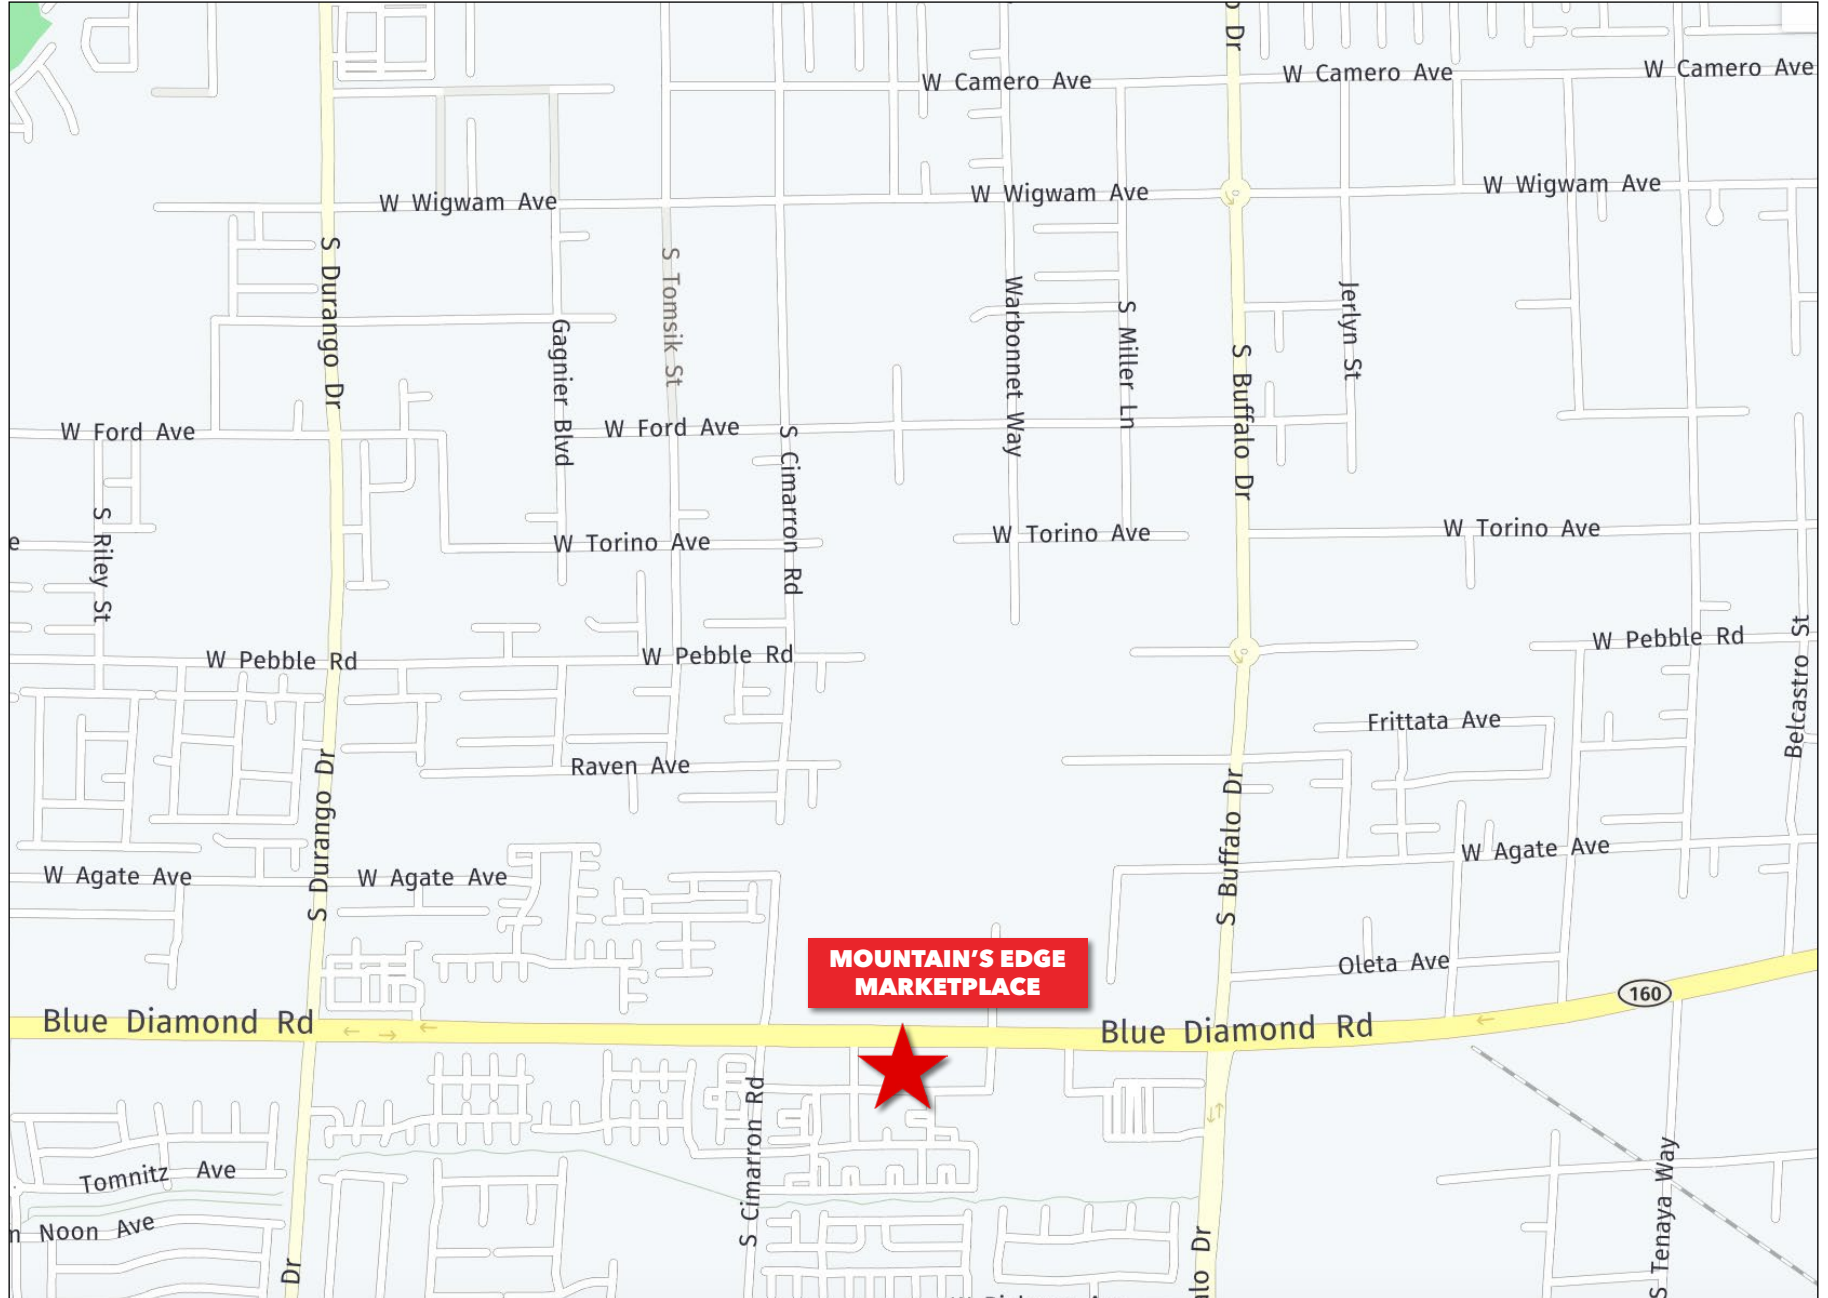 o Dr
W Camero Ave
W Camero Ave
W Camero Ave
W Wigwam Ave
W Wigwam Ave
W Wigwam Ave
S Durango Dr
S Tomsik St
Gagnier Blvd
Warbonnet Way
S Miller Ln
S Buffalo Dr
Jerlyn St
W Ford Ave
W Ford Ave
S Cimarron Rd
S Riley St
e
W Torino Ave
W Torino Ave
W Torino Ave
W Pebble Rd
W Pebble Rd
W Pebble Rd
Belcastro St
Frittata Ave
Raven Ave
S Durango Dr
S Buffalo Dr
W Agate Ave
W Agate Ave
W Agate Ave
Oleta Ave
MOUNTAIN'S EDGE
MARKETPLACE
160
Blue Diamond Rd
Blue Diamond Rd
S Cimarron Rd
Tomnitz Ave
n Noon Ave
S Tenaya Way
Dr
lo Dr